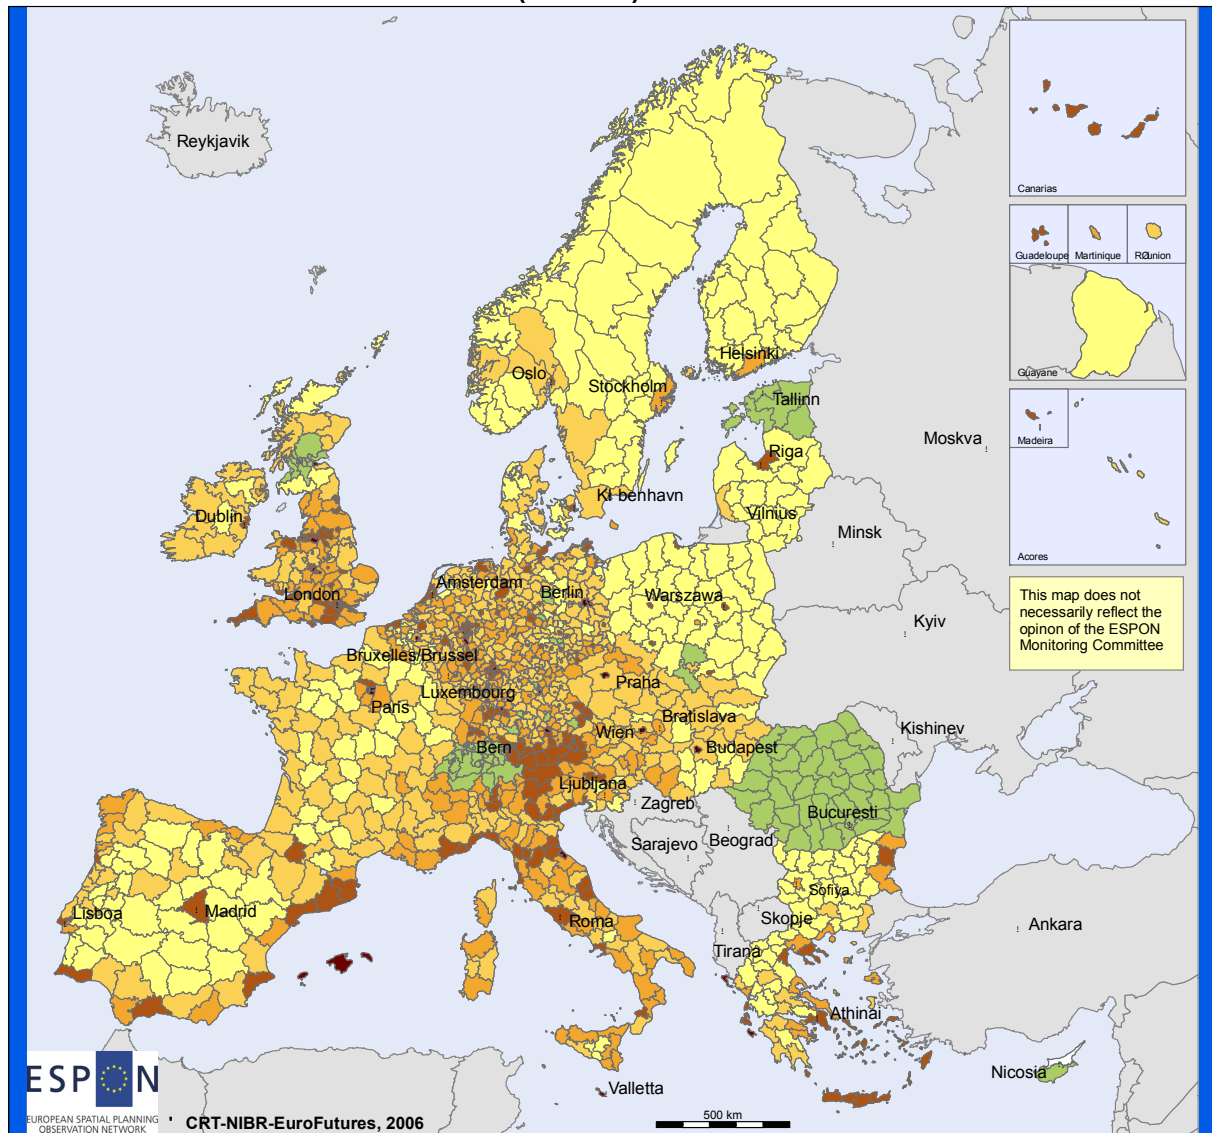 Reykjavik
Canarias
Guadeloupe Martinique RØunion
Guayane
Madeira
Acores
Oslo
Helsinki
Stockholm
Tallinn
Moskva
Riga
Dublin
KI benhavn
Vilnius
Minsk
London
Amsterdam
Berlin
Warszawa
Kyiv
This map does not
necessarily reflect the
opinon of the ESPON
Monitoring Committee
Bruxelles/Brussel
Luxembourg
Praha
Paris
Bratislava
Wien
Bern
Budapest
Kishinev
Ljubljana
Zagreb
Bucuresti
Sarajevo
Beograd
Sofiya
Lisboa
Madrid
Roma
Skopje
Ankara
Tirana
Athinai
Nicosia
Valletta
ESPON
EUROPEAN SPATIAL PLANNING
OBSERVATION NETWORK
CRT-NIBR-EuroFutures, 2006
500 km